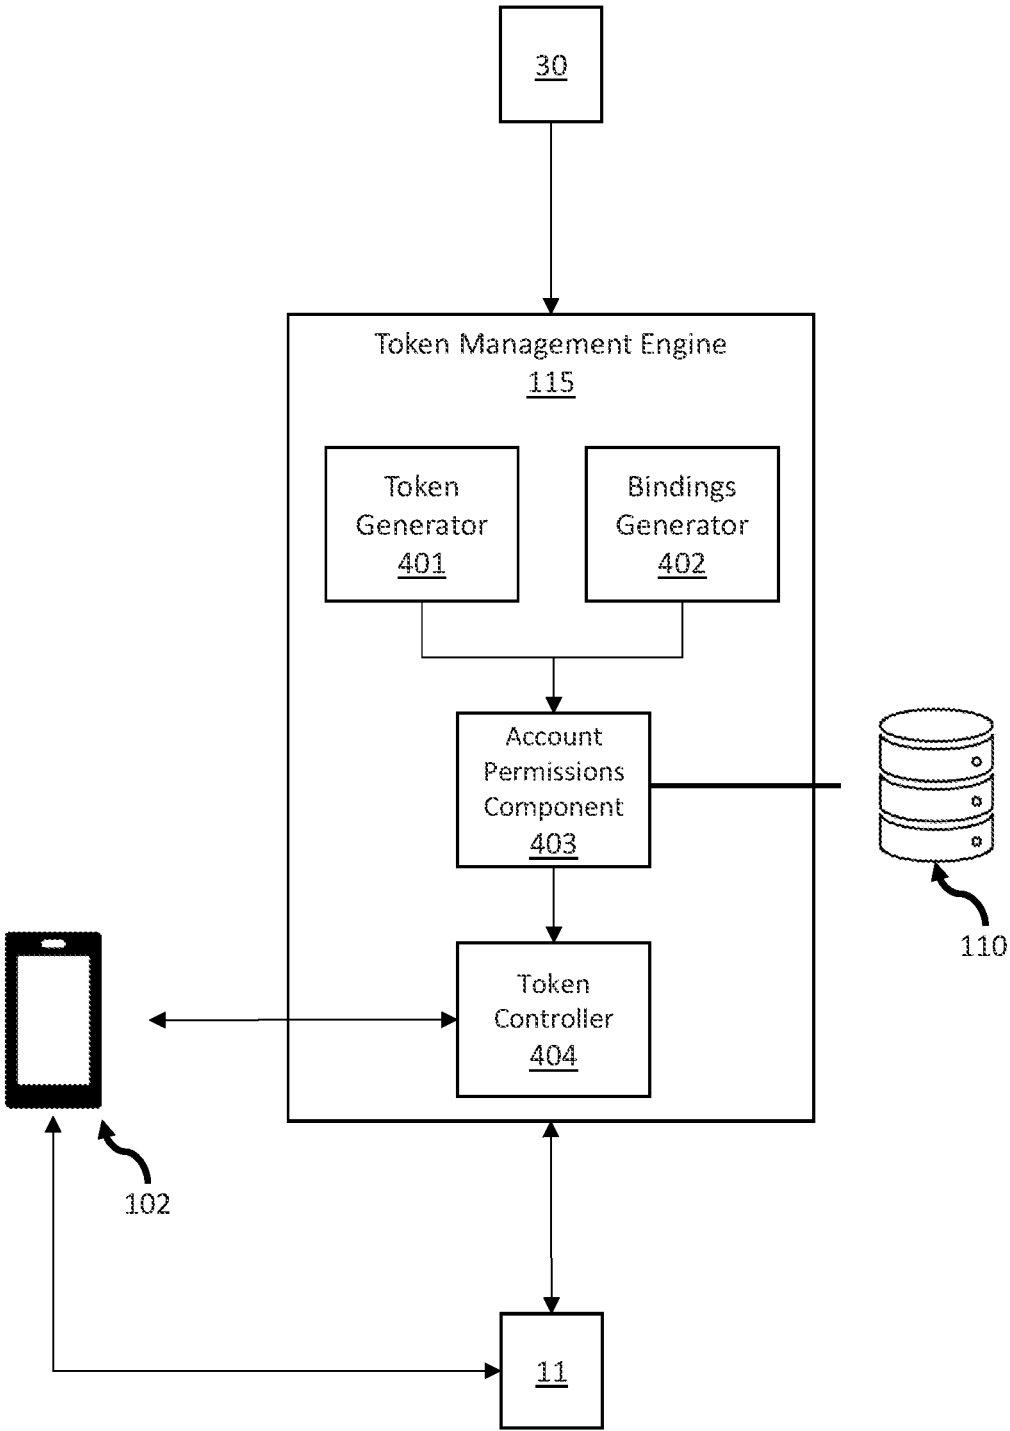 30
Token Management Engine
115
Token
Generator
401
Bindings
Generator
402
Account
Permissions
Component
403
110
Token
Controller
404
102
11